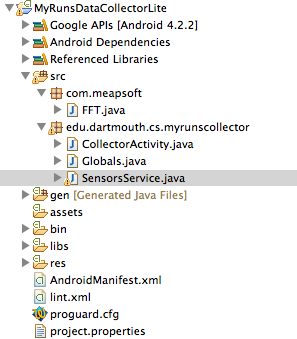 MyRunsDataCollectorLite
Google APIs [Android 4.2.2]
Android Dependencies
Referenced Libraries
src
com.meapsoft
FFT.java
edu.dartmouth.cs.myrunscollector
CollectorActivity.java
Globals.java
SensorsService.java
gen [Generated Java Files]
assets
bin
libs
res
AndroidManifest.xml
lint.xml
proguard.cfg
project.properties